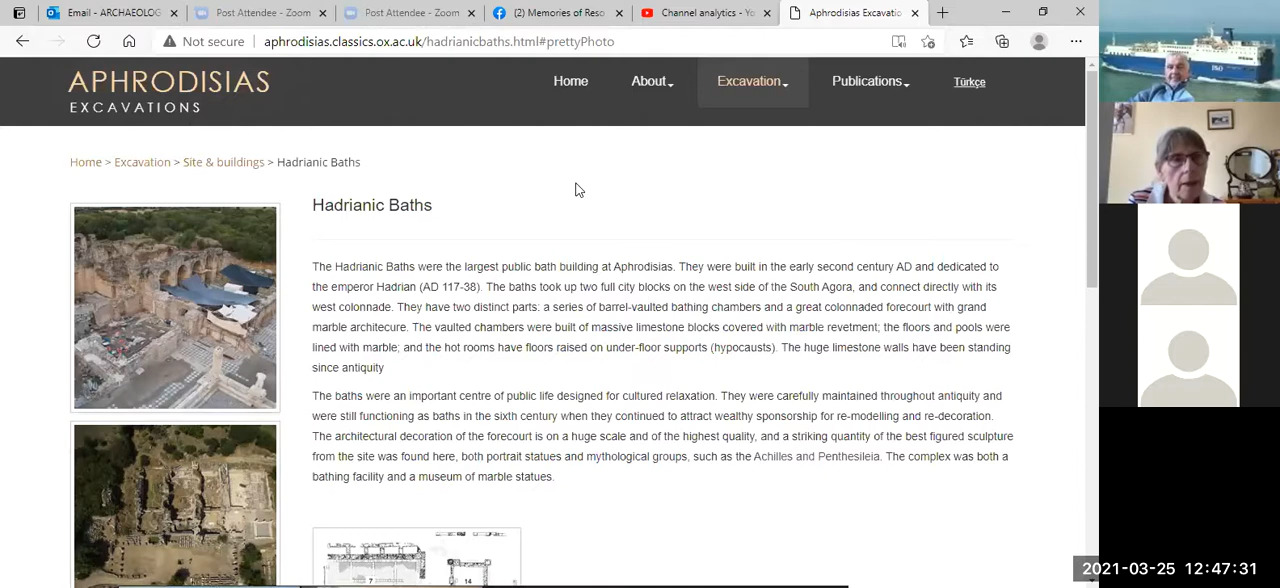 Email - ARCHAEOLOG
Post Attendee - Zoom
Post Attendee - Zoom
(2) Memories of Reso
Channel analytics - Yo
Aphrodisias Excavatio
Not secure
aphrodisias.classics.ox.ac.uk/hadrianicbaths.html#prettyPhoto
APHRODISIAS
EXCAVATIONS
Home
About
Excavation
Publications
Türkçe
Home > Excavation > Site & buildings > Hadrianic Baths
Hadrianic Baths
The Hadrianic Baths were the largest public bath building at Aphrodisias. They were built in the early second century AD and dedicated to
the emperor Hadrian (AD 117-38). The baths took up two full city blocks on the west side of the South Agora, and connect directly with its
west colonnade. They have two distinct parts: a series of barrel-vaulted bathing chambers and a great colonnaded forecourt with grand
marble architecure. The vaulted chambers were built of massive limestone blocks covered with marble revetment; the floors and pools were
lined with marble; and the hot rooms have floors raised on under-floor supports (hypocausts). The huge limestone walls have been standing
since antiquity
The baths were an important centre of public life designed for cultured relaxation. They were carefully maintained throughout antiquity and
were still functioning as baths in the sixth century when they continued to attract wealthy sponsorship for re-modelling and re-decoration.
The architectural decoration of the forecourt is on a huge scale and of the highest quality, and a striking quantity of the best figured sculpture
from the site was found here, both portrait statues and mythological groups, such as the Achilles and Penthesileia. The complex was both a
bathing facility and a museum of marble statues.
7
14
2021-03-25 12:47:31